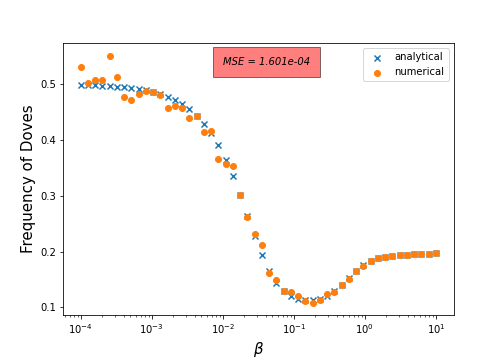 MSE = 1.601e-04
analytical
numerical
Frequency of Doves
0.5
0.4
0.3
0.2
0.1
10⁻⁴
10⁻³
10⁻²
10⁻¹
10⁰
10¹
β